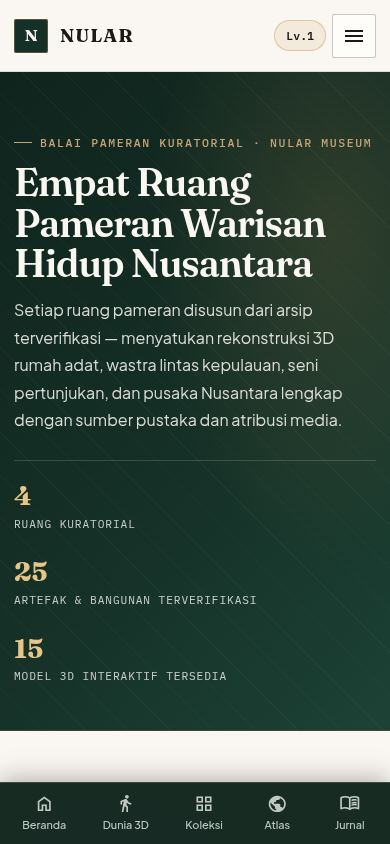 N NULAR Lv.1
BALAI PAMERAN KURATORIAL · NULAR MUSEUM
Empat Ruang
Pameran Warisan
Hidup Nusantara
Setiap ruang pameran disusun dari arsip
terverifikasi — menyatukan rekonstruksi 3D
rumah adat, wastra lintas kepulauan, seni
pertunjukan, dan pusaka Nusantara lengkap
dengan sumber pustaka dan atribusi media.
4
RUANG KURATORIAL
25
ARTEFAK & BANGUNAN TERVERIFIKASI
15
MODEL 3D INTERAKTIF TERSEDIA
Beranda Dunia 3D Koleksi Atlas Jurnal